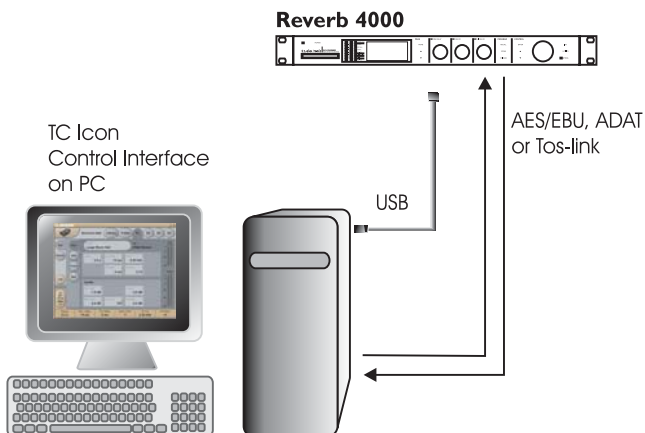 Reverb 4000
AES/EBU, ADAT
or Tos-link
TC Icon
Control Interface
on PC
USB